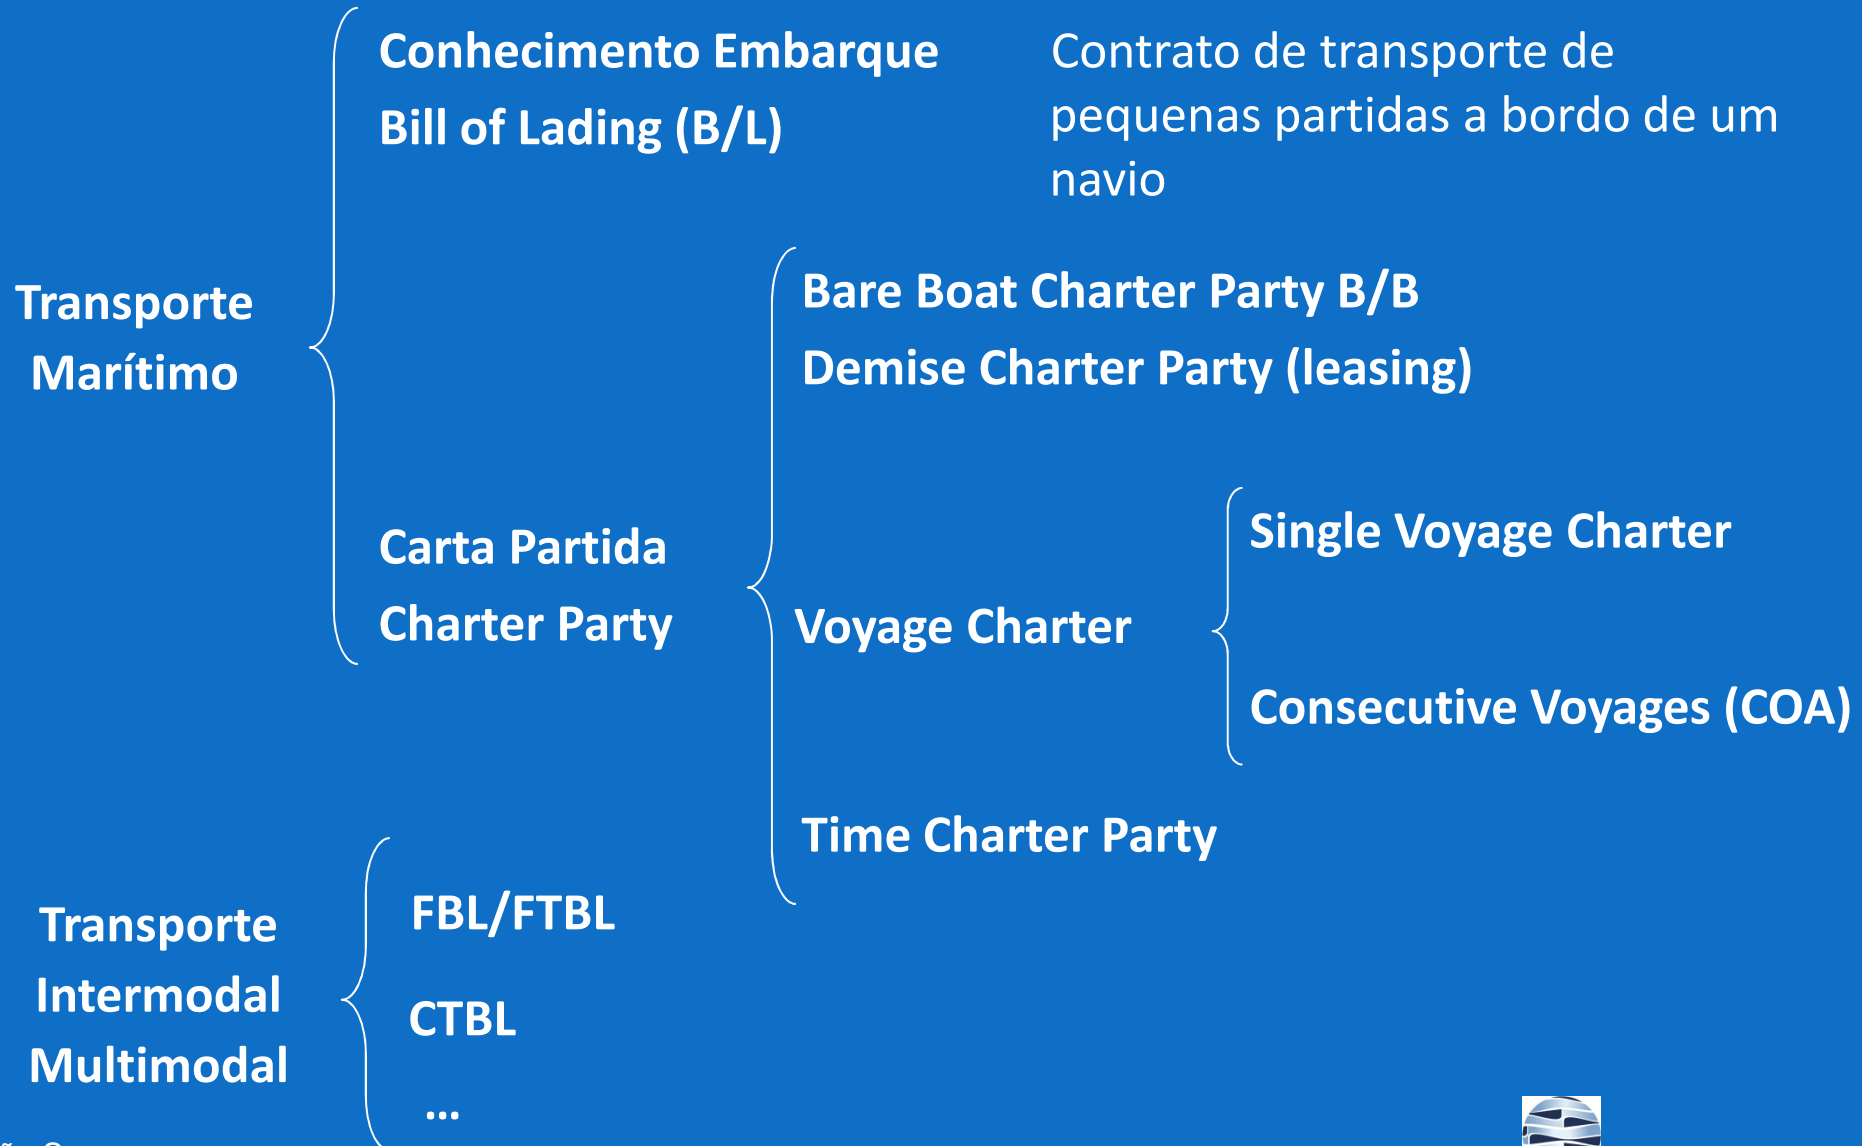 Conhecimento Embarque
Bill of Lading (B/L)
Contrato de transporte de
pequenas partidas a bordo de um
navio
Transporte
Marítimo
Bare Boat Charter Party B/B
Demise Charter Party (leasing)
Carta Partida
Charter Party
Voyage Charter
Single Voyage Charter
Consecutive Voyages (COA)
Time Charter Party
Transporte
Intermodal
Multimodal
FBL/FTBL
CTBL
...